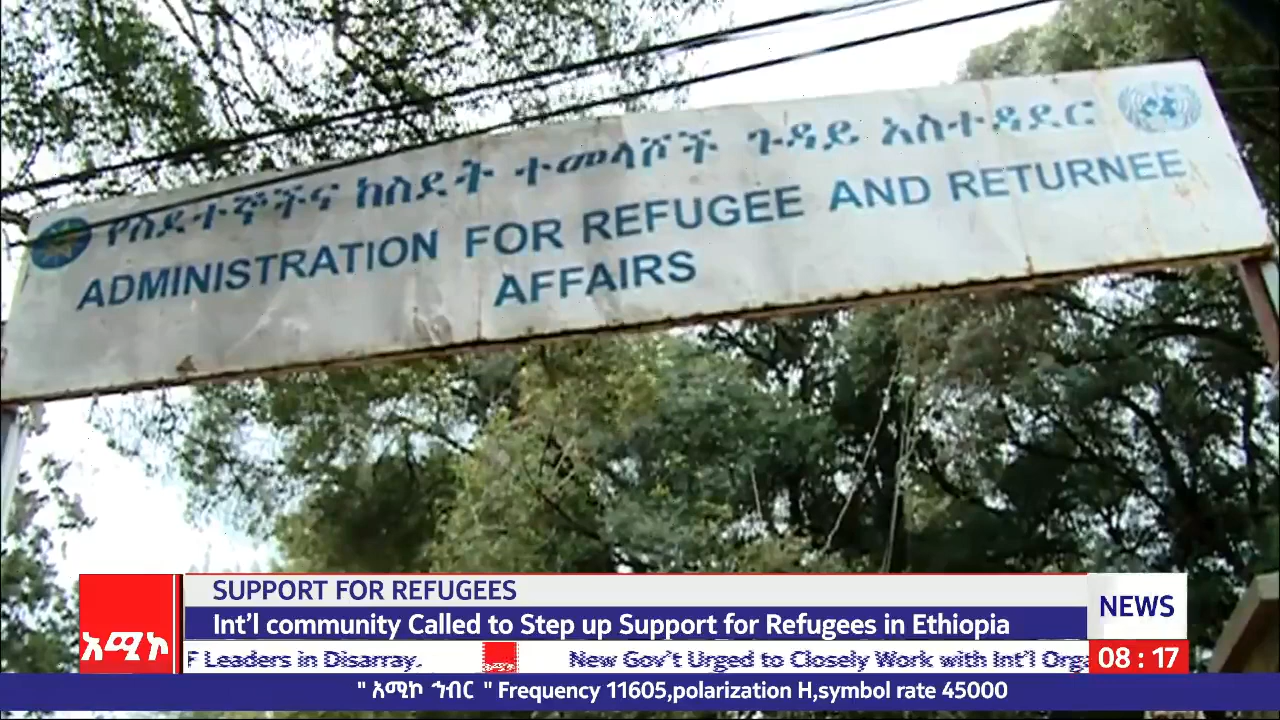 የስደተኞችና ከስደት ተመላሾች ጉዳይ አስተዳደር
ADMINISTRATION FOR REFUGEE AND RETURNEE
AFFAIRS
SUPPORT FOR REFUGEES
Int'l community Called to Step up Support for Refugees in Ethiopia
NEWS
አሚኮ
F Leaders in Disarray.
New Gov't Urged to Closely Work with Int'l Orga
08 : 17
" አሚኮ ኅብር " Frequency 11605,polarization H,symbol rate 45000